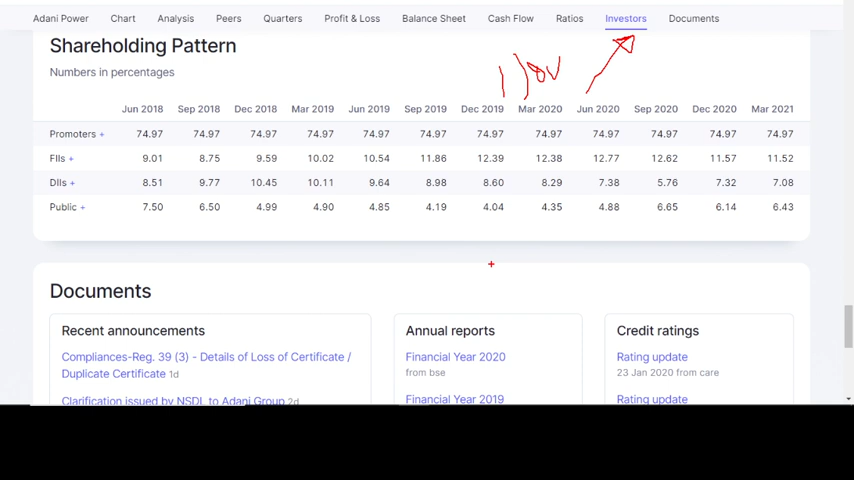 Adani Power Chart Analysis Peers Quarters Profit & Loss Balance Sheet Cash Flow Ratios Investors Documents
Shareholding Pattern
Numbers in percentages
Jun 2018 Sep 2018 Dec 2018 Mar 2019 Jun 2019 Sep 2019 Dec 2019 Mar 2020 Jun 2020 Sep 2020 Dec 2020 Mar 2021
Promoters + 74.97 74.97 74.97 74.97 74.97 74.97 74.97 74.97 74.97 74.97 74.97 74.97
FIIs + 9.01 8.75 9.59 10.02 10.54 11.86 12.39 12.38 12.77 12.62 11.57 11.52
DIIs + 8.51 9.77 10.45 10.11 9.64 8.98 8.60 8.29 7.38 5.76 7.32 7.08
Public + 7.50 6.50 4.99 4.90 4.85 4.19 4.04 4.35 4.88 6.65 6.14 6.43
Documents
Recent announcements Annual reports Credit ratings
Compliances-Reg. 39 (3) - Details of Loss of Certificate / Financial Year 2020 Rating update
Duplicate Certificate 1d from bse 23 Jan 2020 from care
Clarification issued by NSDL to Adani Group 2d Financial Year 2019 Rating update